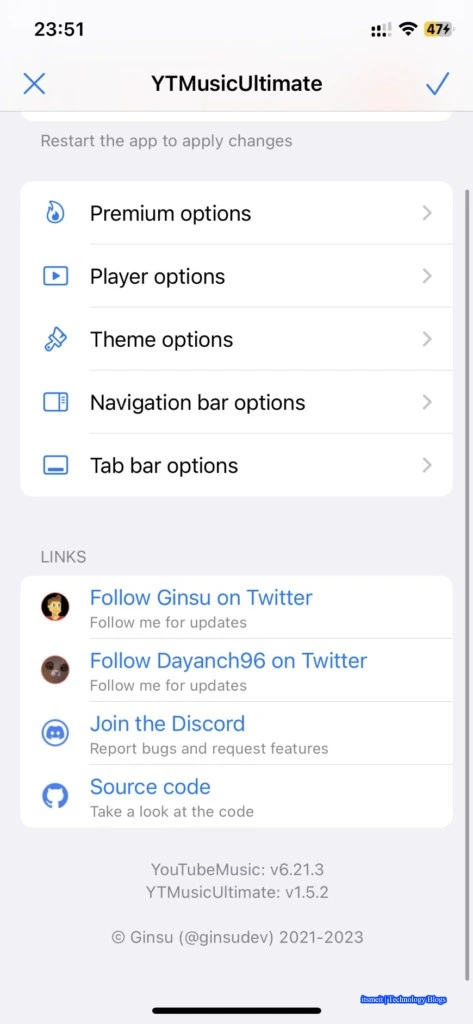 23:51
47
YTMusicUltimate
Restart the app to apply changes
Premium options
Player options
Theme options
Navigation bar options
Tab bar options
LINKS
Follow Ginsu on Twitter
Follow me for updates
Follow Dayanch96 on Twitter
Follow me for updates
Join the Discord
Report bugs and request features
Source code
Take a look at the code
YouTubeMusic: v6.21.3
YTMusicUltimate: v1.5.2
© Ginsu (@ginsudev) 2021-2023
itsmeit | Technology Blogs